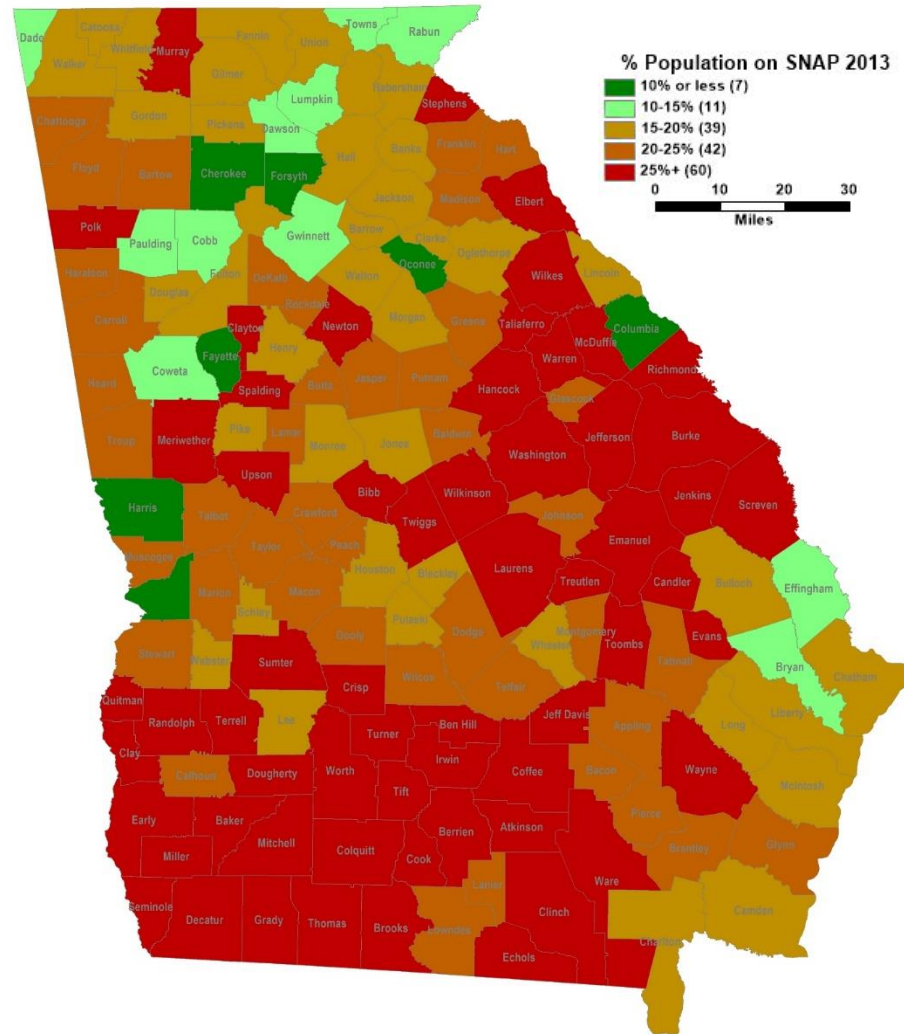 Towns
Rabun
Dade
Catoosa
Whitfield
Murray
Fannin
Union
Walker
Gilmer
% Population on SNAP 2013
10% or less (7)
10-15% (11)
15-20% (39)
20-25% (42)
25%+ (60)
0 10 20 30
Miles
Habersham
Stephens
Lumpkin
Chattooga
Gordon
Pickens
Dawson
Hall
Banks
Franklin
Hart
Floyd
Bartow
Cherokee
Forsyth
Jackson
Madison
Elbert
Polk
Paulding
Cobb
Gwinnett
Barrow
Clarke
Oglethorpe
Oconee
Wilkes
Lincoln
Haralson
Douglas
Fulton
DeKalb
Walton
Carroll
Rockdale
Newton
Morgan
Greene
Taliaferro
McDuffie
Columbia
Clayton
Henry
Fayette
Warren
Richmond
Heard
Coweta
Spalding
Butts
Jasper
Putnam
Hancock
Glascock
Troup
Meriwether
Pike
Lamar
Monroe
Jones
Baldwin
Washington
Jefferson
Burke
Upson
Bibb
Wilkinson
Twiggs
Jenkins
Screven
Harris
Talbot
Crawford
Johnson
Emanuel
Muscogee
Taylor
Peach
Houston
Bleckley
Laurens
Treutlen
Candler
Bulloch
Effingham
Marion
Schley
Macon
Pulaski
Dodge
Wheeler
Montgomery
Toombs
Evans
Tattnall
Bryan
Chatham
Stewart
Webster
Sumter
Dooly
Wilcox
Telfair
Crisp
Quitman
Randolph
Terrell
Lee
Turner
Ben Hill
Jeff Davis
Appling
Long
Liberty
Clay
Calhoun
Dougherty
Worth
Irwin
Tift
Coffee
Bacon
Wayne
McIntosh
Early
Baker
Mitchell
Colquitt
Berrien
Atkinson
Pierce
Brantley
Glynn
Miller
Cook
Lanier
Ware
Seminole
Decatur
Grady
Thomas
Brooks
Lowndes
Clinch
Echols
Charlton
Camden